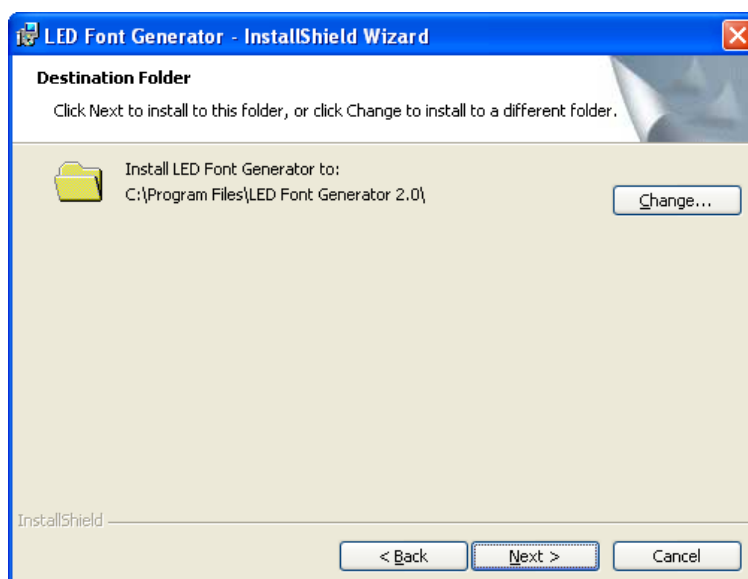 LED Font Generator - InstallShield Wizard
Destination Folder
Click Next to install to this folder, or click Change to install to a different folder.
Install LED Font Generator to:
C:\Program Files\LED Font Generator 2.0\
Change...
InstallShield
< Back
Next >
Cancel